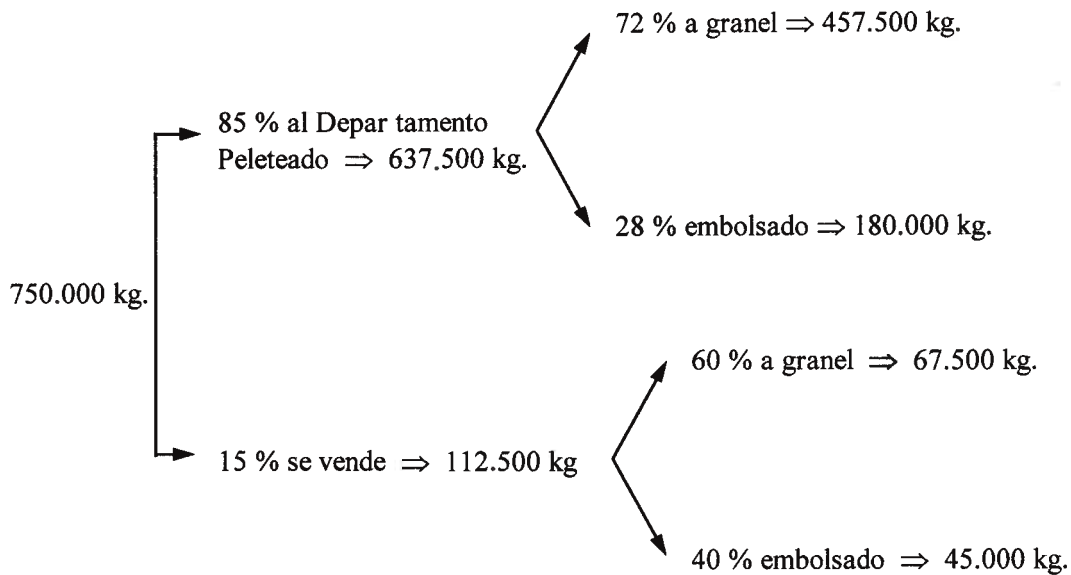 72 % a granel ⇒ 457.500 kg.
85 % al Depar tamento
Peleteado ⇒ 637.500 kg.
28 % embolsado ⇒ 180.000 kg.
750.000 kg.
60 % a granel ⇒ 67.500 kg.
15 % se vende ⇒ 112.500 kg
40 % embolsado ⇒ 45.000 kg.